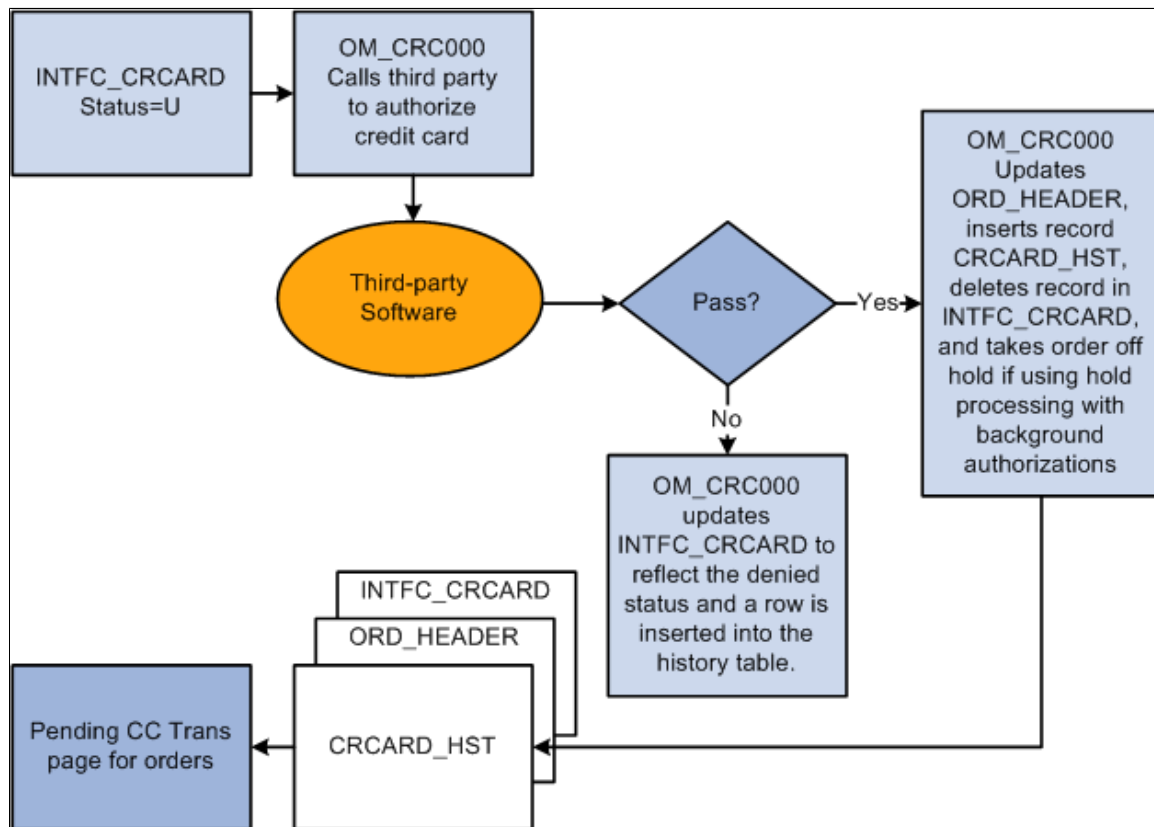 INTFC_CRCARD
Status=U
OM_CRC000
Calls third party
to authorize
credit card
Third-party
Software
Pass?
Yes
No
OM_CRC000
Updates
ORD_HEADER,
inserts record
CRCARD_HST,
deletes record in
INTFC_CRCARD,
and takes order off
hold if using hold
processing with
background
authorizations
OM_CRC000
updates
INTFC_CRCARD to
reflect the denied
status and a row is
inserted into the
history table.
INTFC_CRCARD
ORD_HEADER
CRCARD_HST
Pending CC Trans
page for orders